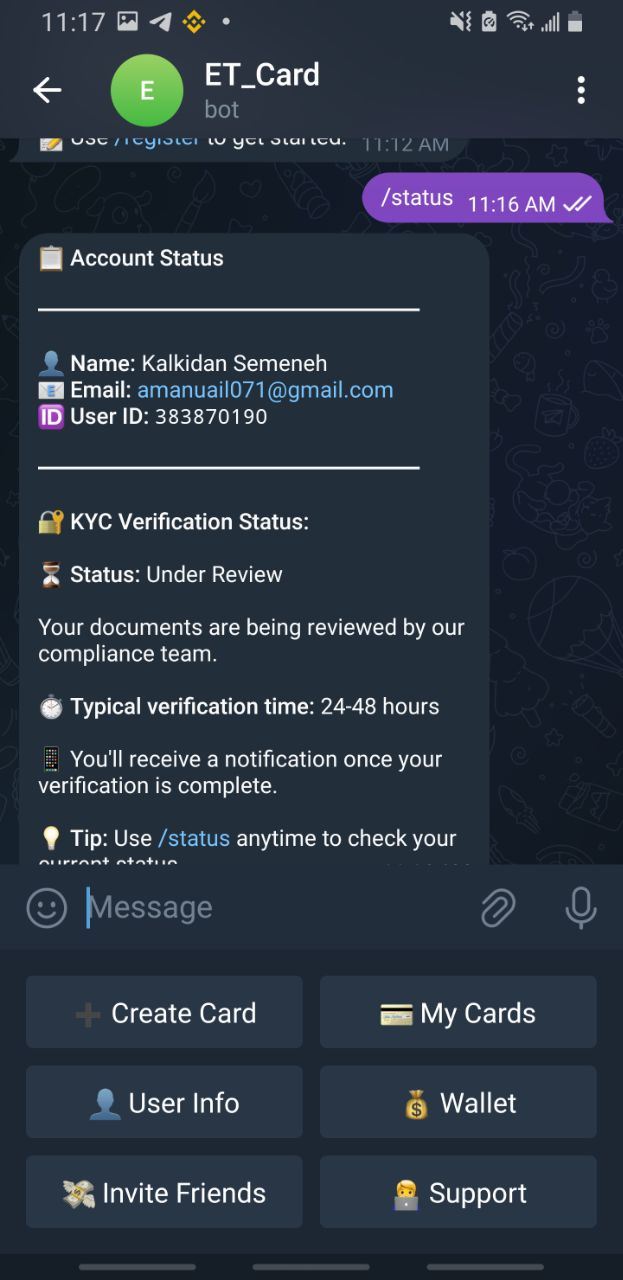 11:17
E
ET_Card
bot
Use /register to get started. 11:12 AM
/status 11:16 AM
Account Status
Name: Kalkidan Semeneh
Email: amanuail071@gmail.com
ID User ID: 383870190
KYC Verification Status:
Status: Under Review
Your documents are being reviewed by our
compliance team.
Typical verification time: 24-48 hours
You'll receive a notification once your
verification is complete.
Tip: Use /status anytime to check your
current status
Message
Create Card
My Cards
User Info
Wallet
Invite Friends
Support